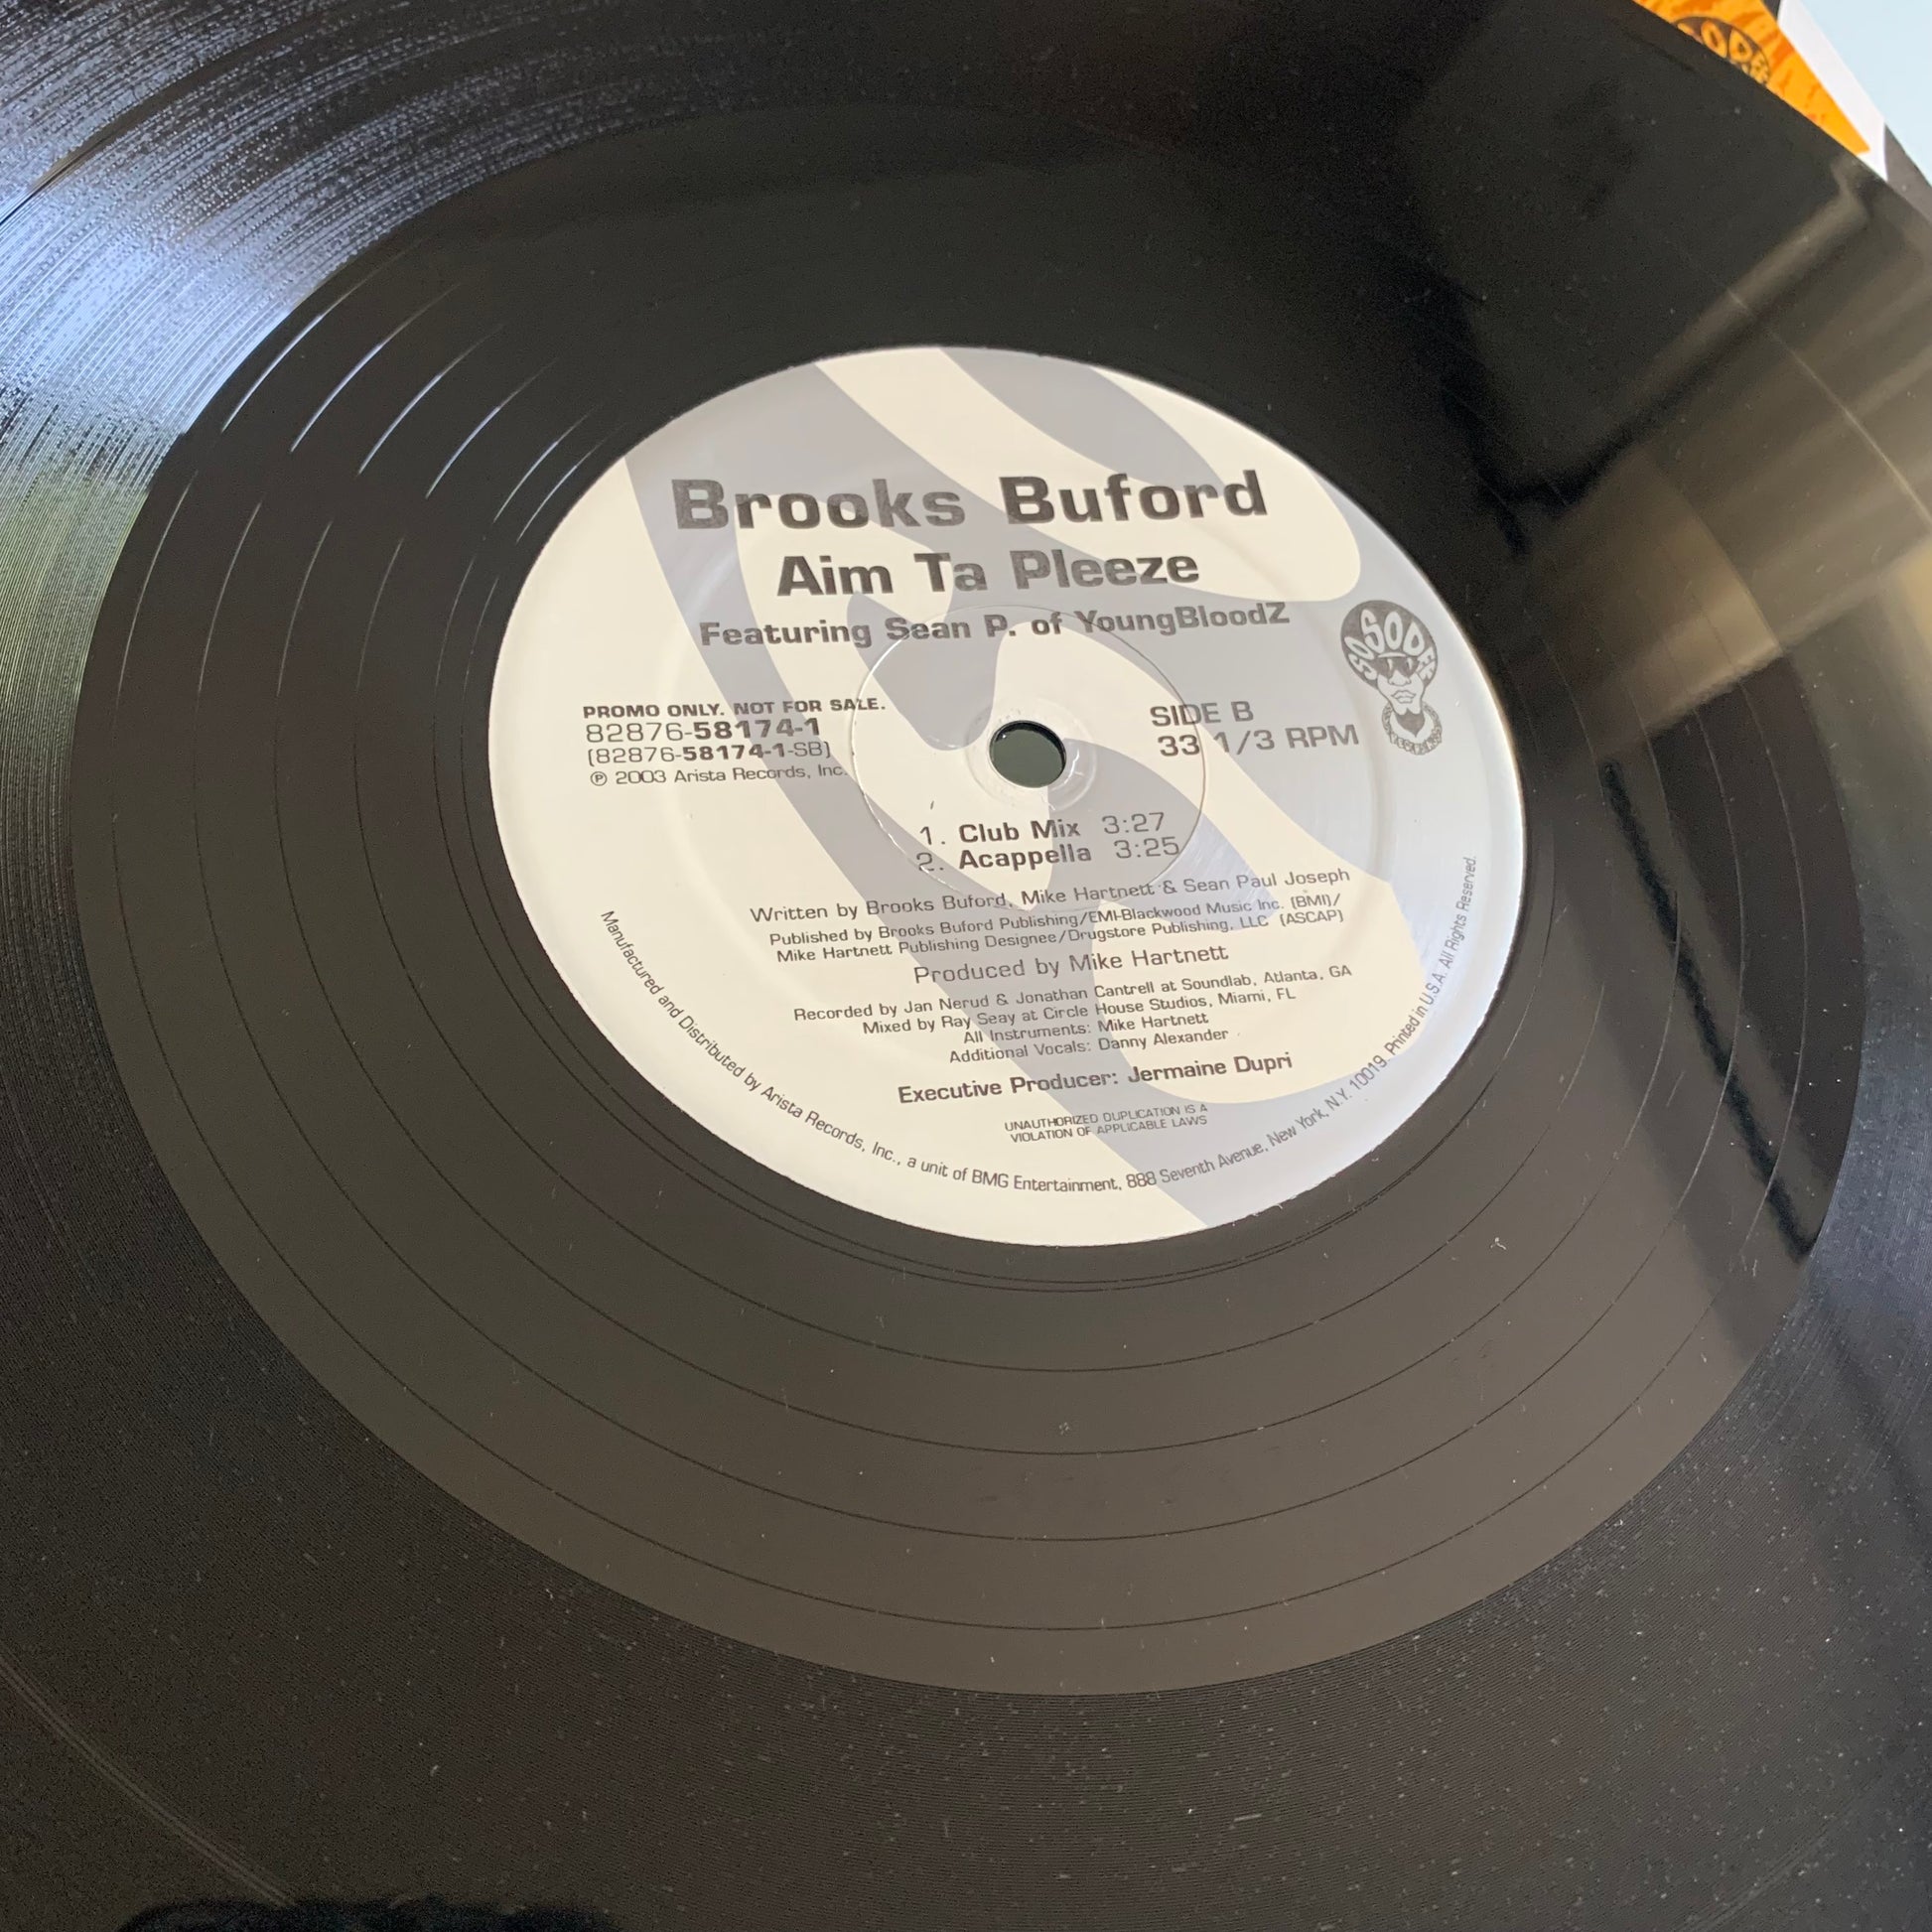 Brooks Buford
Aim Ta Pleeze
Featuring Sean P. of YoungBloodZ
SO SO DEF
PROMO ONLY. NOT FOR SALE.
82876-58174-1
(82876-58174-1-SB)
℗ 2003 Arista Records, Inc.
SIDE B
33 1/3 RPM
1. Club Mix 3:27
2. Acappella 3:25
Written by Brooks Buford, Mike Hartnett & Sean Paul Joseph
Published by Brooks Buford Publishing/EMI-Blackwood Music Inc. (BMI)/
Mike Hartnett Publishing Designee/Drugstore Publishing, LLC (ASCAP)
Produced by Mike Hartnett
Recorded by Jan Nerud & Jonathan Cantrell at Soundlab, Atlanta, GA
Mixed by Ray Seay at Circle House Studios, Miami, FL
All Instruments: Mike Hartnett
Additional Vocals: Danny Alexander
Executive Producer: Jermaine Dupri
UNAUTHORIZED DUPLICATION IS A
VIOLATION OF APPLICABLE LAWS
Manufactured and Distributed by Arista Records, Inc., a unit of BMG Entertainment, 888 Seventh Avenue, New York, N.Y. 10019. Printed in U.S.A. All Rights Reserved.